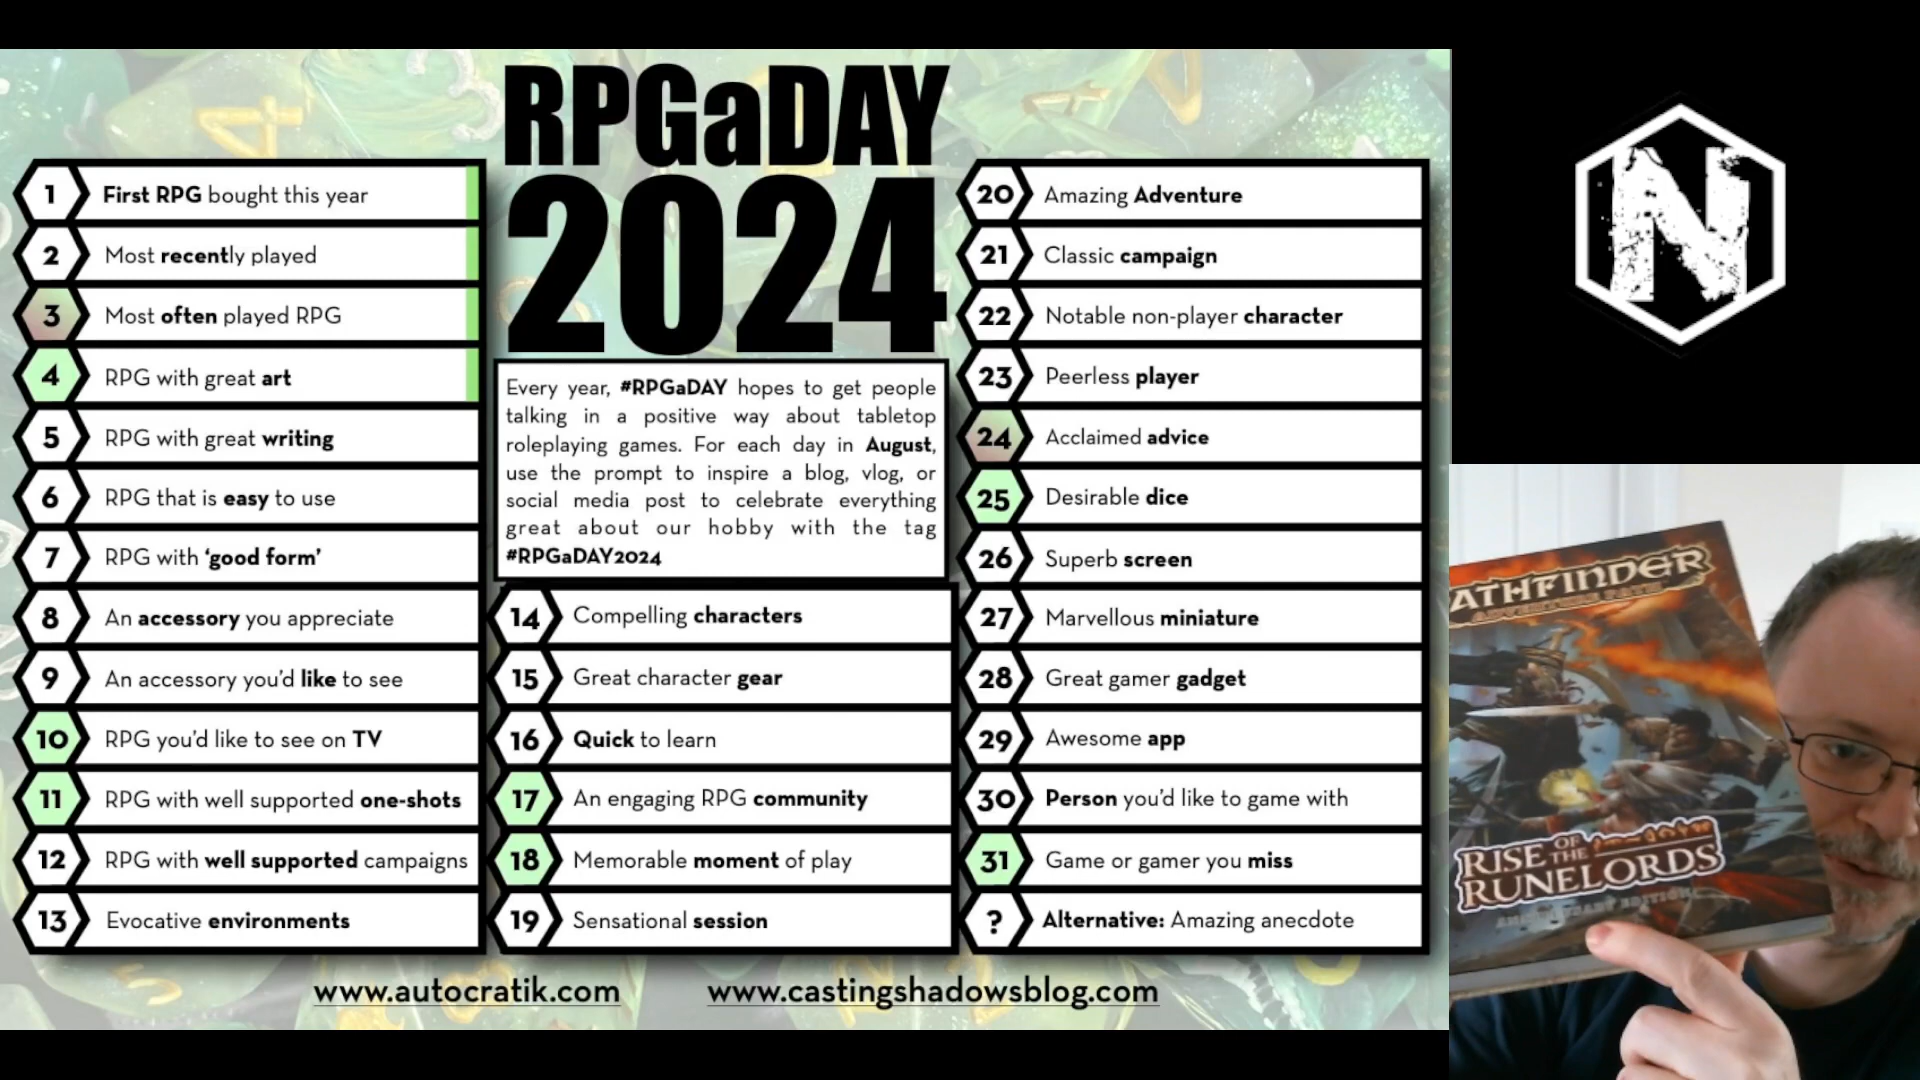 RPGaDAY
2024
1 First RPG bought this year
2 Most recently played
3 Most often played RPG
4 RPG with great art
5 RPG with great writing
6 RPG that is easy to use
7 RPG with ‘good form’
8 An accessory you appreciate
9 An accessory you’d like to see
10 RPG you’d like to see on TV
11 RPG with well supported one-shots
12 RPG with well supported campaigns
13 Evocative environments
Every year, #RPGaDAY hopes to get people
talking in a positive way about tabletop
roleplaying games. For each day in August,
use the prompt to inspire a blog, vlog, or
social media post to celebrate everything
great about our hobby with the tag
#RPGaDAY2024
14 Compelling characters
15 Great character gear
16 Quick to learn
17 An engaging RPG community
18 Memorable moment of play
19 Sensational session
20 Amazing Adventure
21 Classic campaign
22 Notable non-player character
23 Peerless player
24 Acclaimed advice
25 Desirable dice
26 Superb screen
27 Marvellous miniature
28 Great gamer gadget
29 Awesome app
30 Person you’d like to game with
31 Game or gamer you miss
? Alternative: Amazing anecdote
www.autocratik.com
www.castingshadowsblog.com
N
ATHFINDER
ADVENTURE PATH
RISE OF THE
RUNELORDS
ANNIVERSARY EDITION